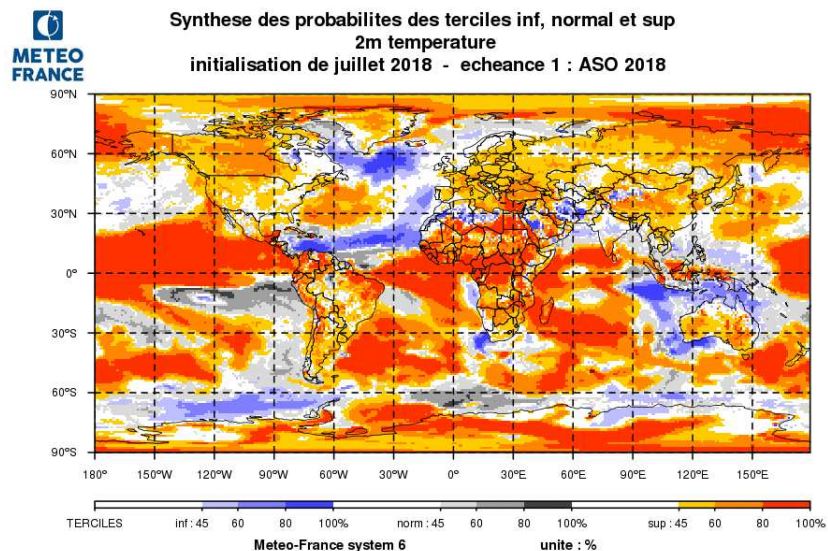 METEO
FRANCE
Synthese des probabilites des terciles inf, normal et sup
2m temperature
initialisation de juillet 2018 - echeance 1 : ASO 2018
90°N
60°N
30°N
0°
30°S
60°S
90°S
180° 150°W 120°W 90°W 60°W 30°W 0° 30°E 60°E 90°E 120°E 150°E
TERCILES inf : 45 60 80 100% norm : 45 60 80 100% sup : 45 60 80 100%
Meteo-France system 6 unite : %